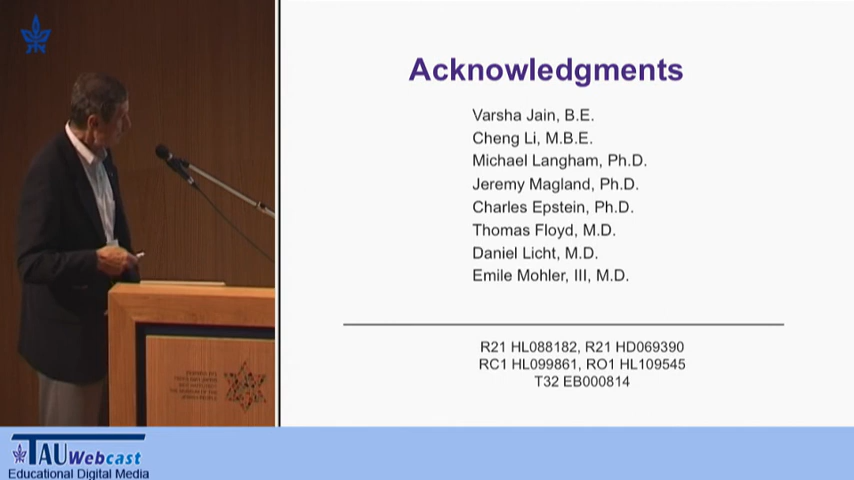 Acknowledgments
Varsha Jain, B.E.
Cheng Li, M.B.E.
Michael Langham, Ph.D.
Jeremy Magland, Ph.D.
Charles Epstein, Ph.D.
Thomas Floyd, M.D.
Daniel Licht, M.D.
Emile Mohler, III, M.D.
R21 HL088182, R21 HD069390
RC1 HL099861, RO1 HL109545
T32 EB000814
TAUWebcast
Educational Digital Media